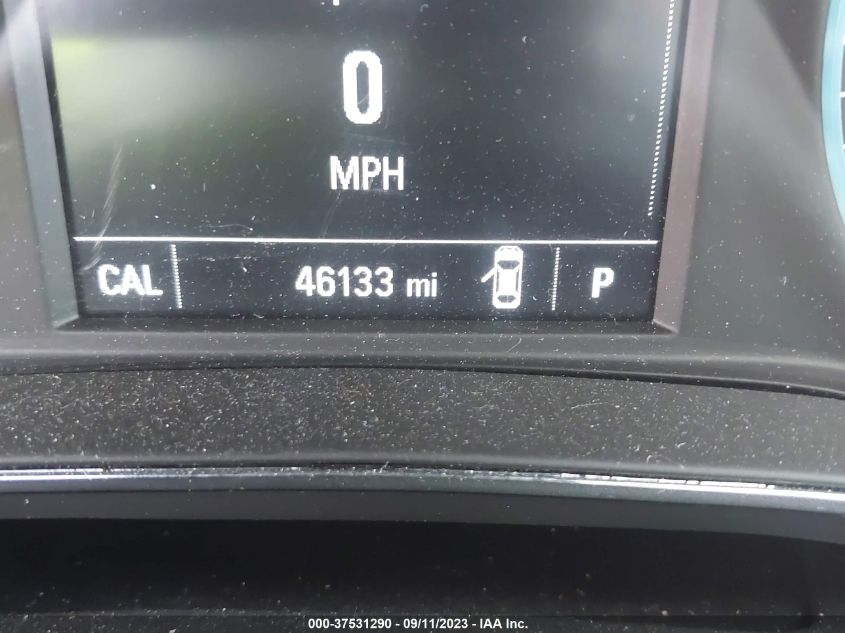 0
MPH
CAL 46133 mi P
000-37531290 - 09/11/2023 - IAA Inc.